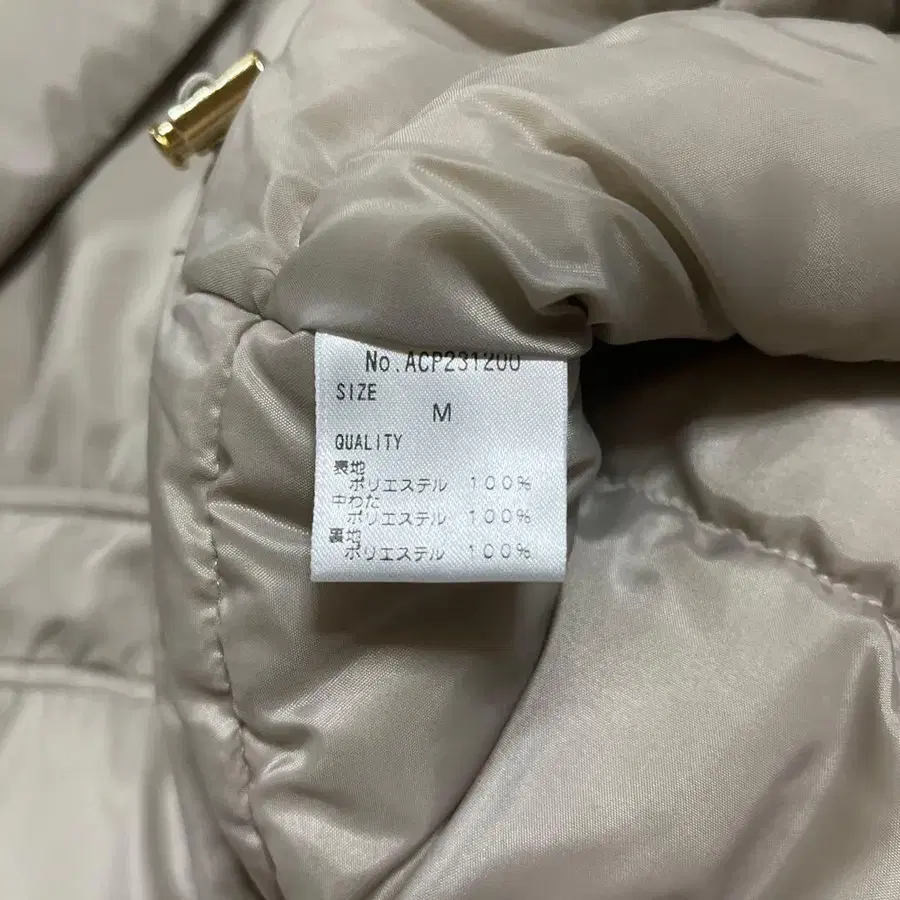 No.ACP231200
SIZE
M
QUALITY
表地
ポリエステル 100%
中わた
ポリエステル 100%
裏地
ポリエステル 100%